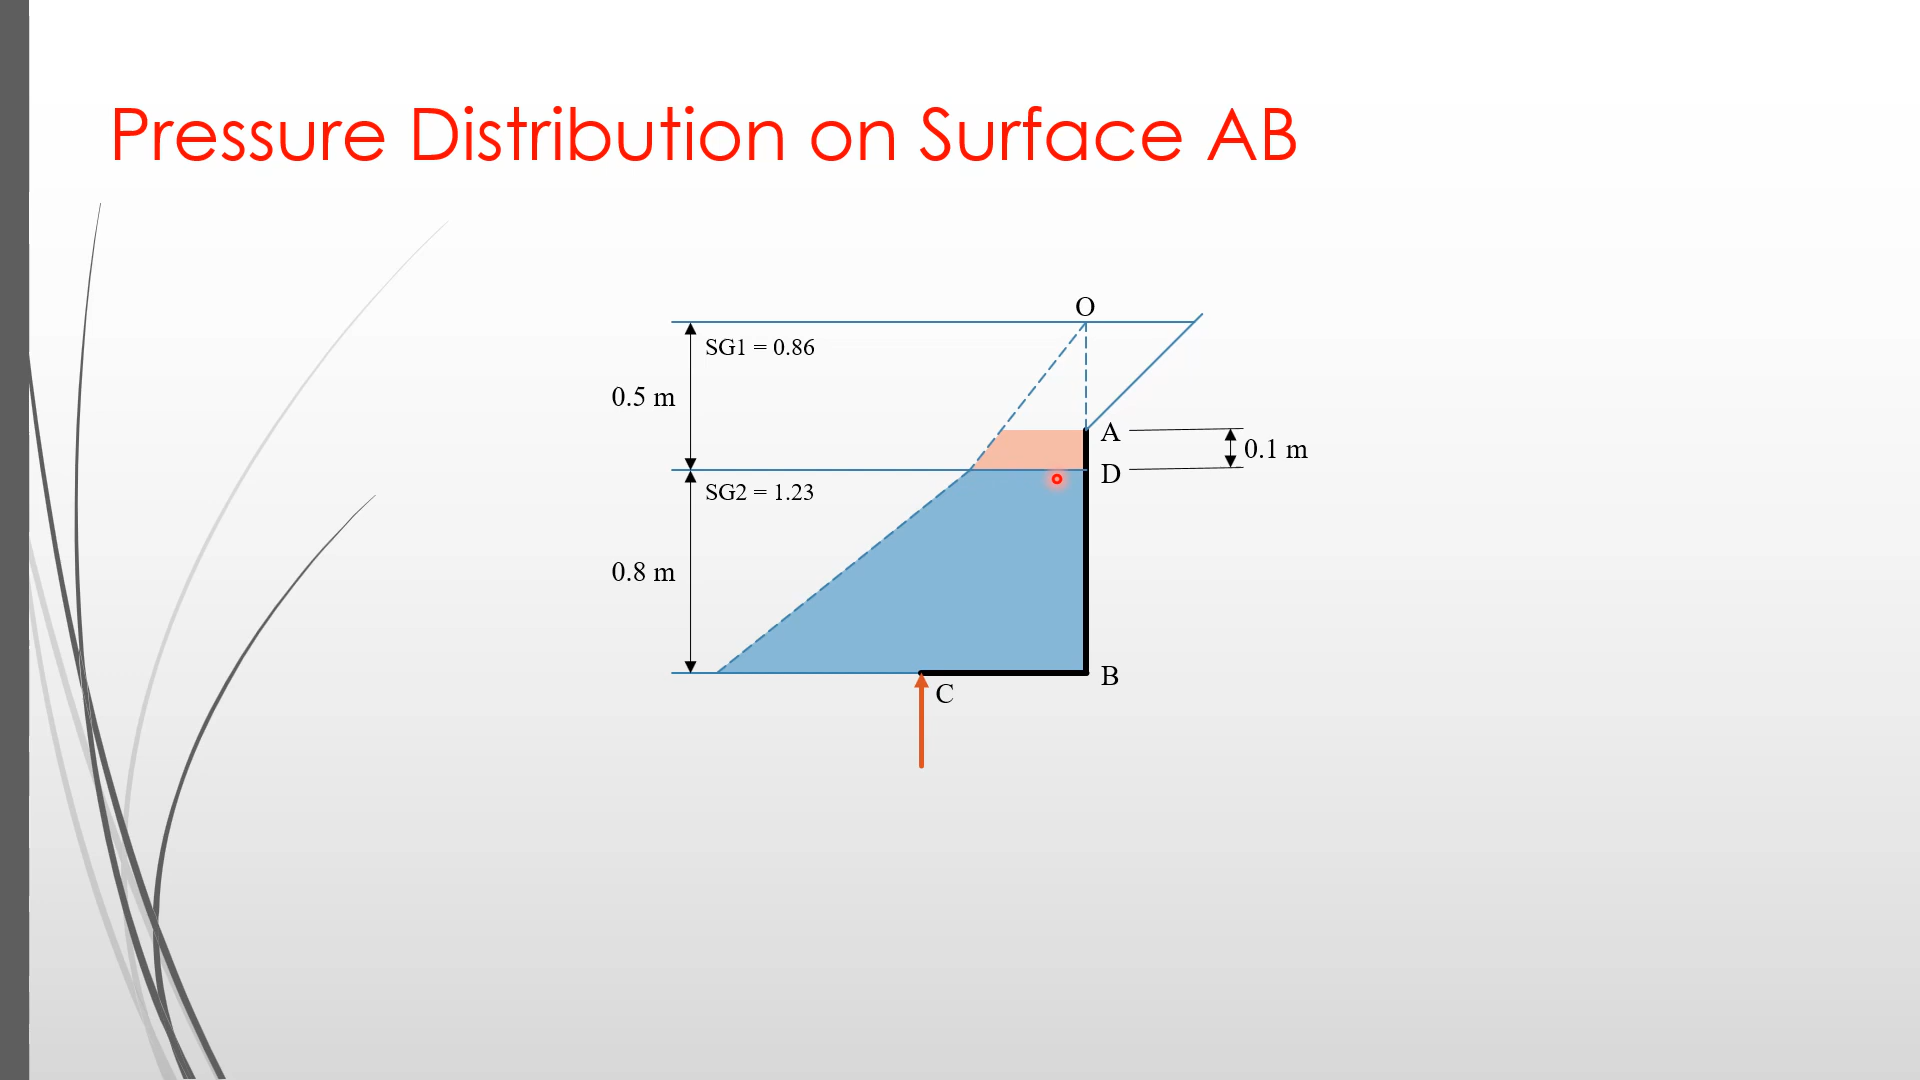 Pressure Distribution on Surface AB
O
SG1 = 0.86
0.5 m
A
0.1 m
D
SG2 = 1.23
0.8 m
B
C